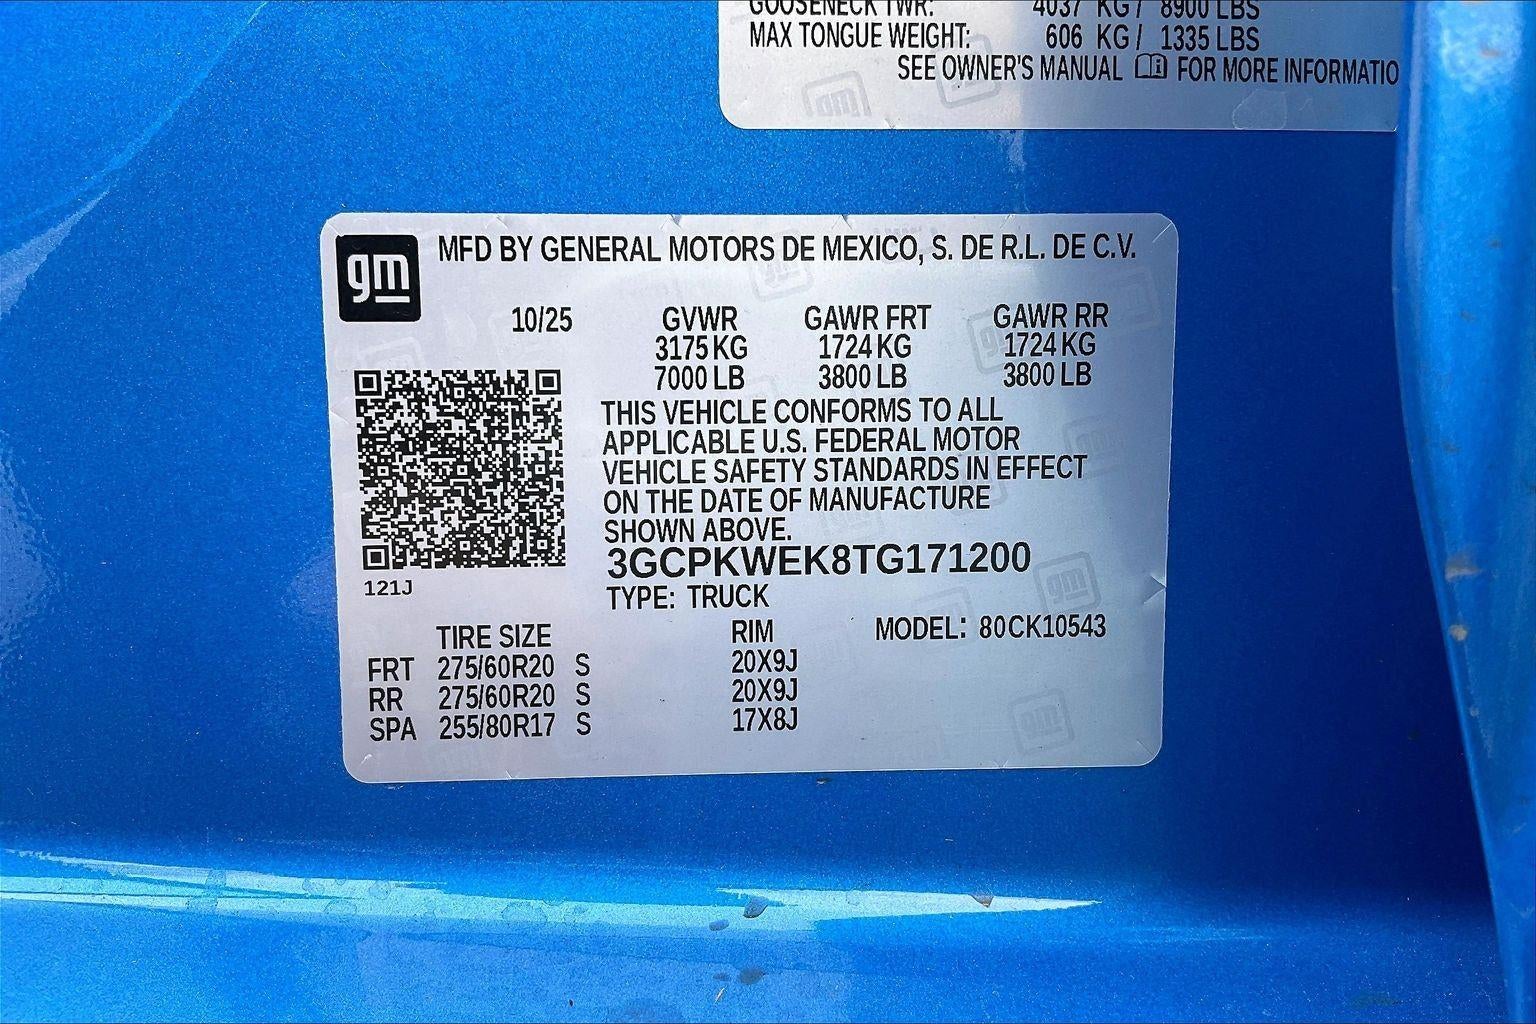 GOOSENECK TWR: 4037 KG / 8900 LBS
MAX TONGUE WEIGHT: 606 KG / 1335 LBS
SEE OWNER'S MANUAL FOR MORE INFORMATIO
gm MFD BY GENERAL MOTORS DE MEXICO, S. DE R.L. DE C.V.
10/25 GVWR GAWR FRT GAWR RR
3175 KG 1724 KG 1724 KG
7000 LB 3800 LB 3800 LB
THIS VEHICLE CONFORMS TO ALL
APPLICABLE U.S. FEDERAL MOTOR
VEHICLE SAFETY STANDARDS IN EFFECT
ON THE DATE OF MANUFACTURE
SHOWN ABOVE.
3GCPKWEK8TG171200
121J
TYPE: TRUCK
TIRE SIZE RIM MODEL: 80CK10543
FRT 275/60R20 S 20X9J
RR 275/60R20 S 20X9J
SPA 255/80R17 S 17X8J